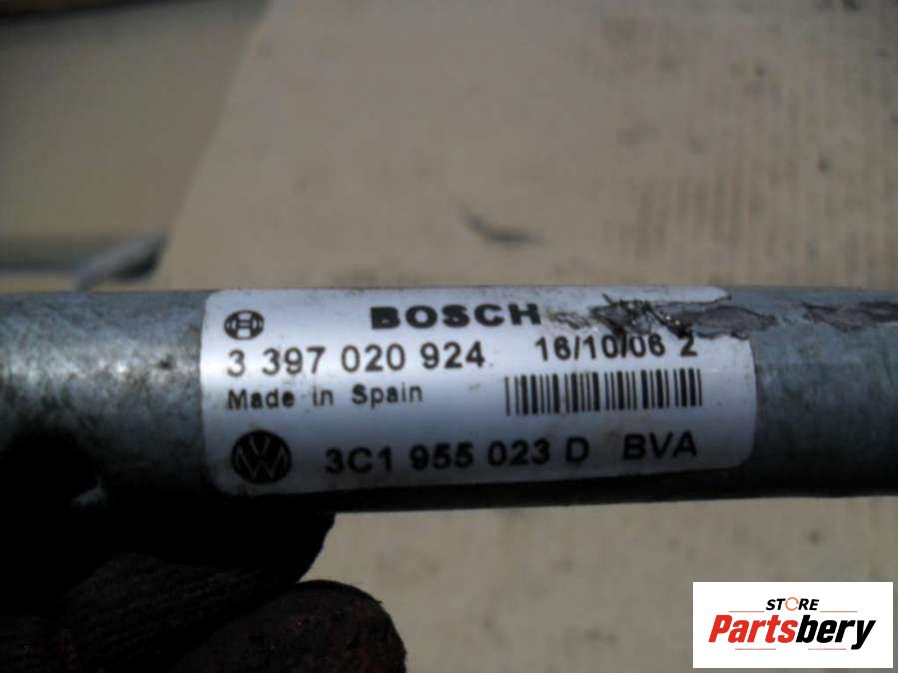 BOSCH
3 397 020 924 16/10/06 2
Made in Spain
3C1 955 023 D BVA
STORE
Partsbery